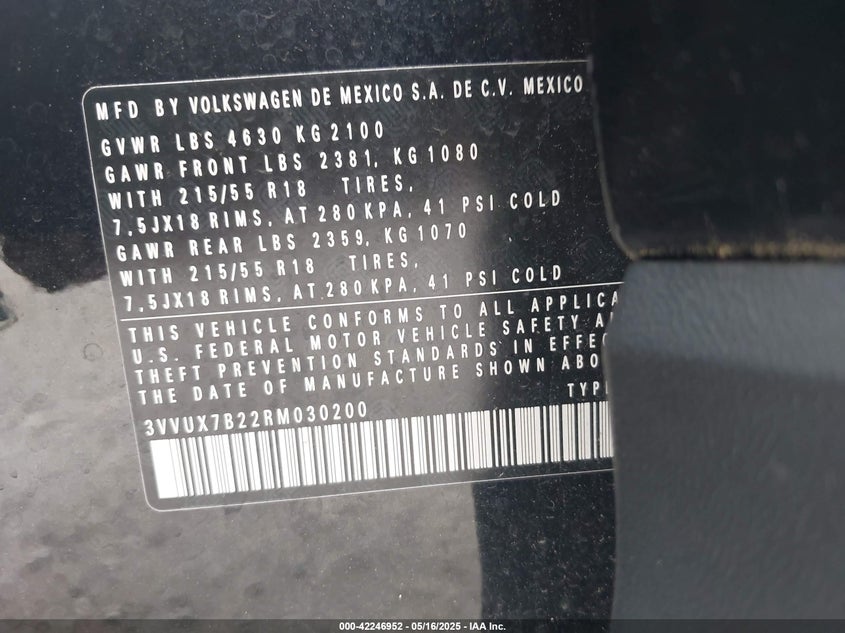 MFD BY VOLKSWAGEN DE MEXICO S.A. DE C.V. MEXICO
GVWR LBS 4630 KG 2100
GAWR FRONT LBS 2381, KG 1080
WITH 215/55 R18 TIRES,
7,5JX18 RIMS, AT 280 KPA, 41 PSI COLD
GAWR REAR LBS 2359, KG 1070
WITH 215/55 R18 TIRES,
7,5JX18 RIMS, AT 280 KPA, 41 PSI COLD
THIS VEHICLE CONFORMS TO ALL
U.S. FEDERAL MOTOR VEHICLE SAFETY
THEFT PREVENTION STANDARDS IN
THE DATE OF MANUFACTURE SHOWN
3VVUX7B22RM030200
000-42246952 - 05/16/2025 - IAA Inc.